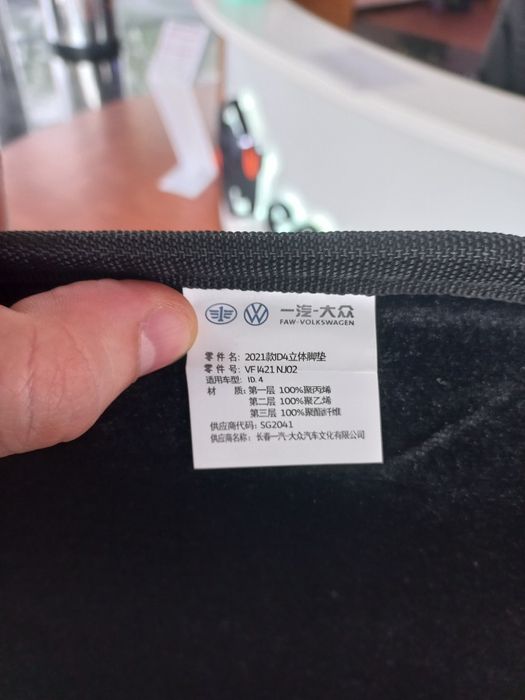 一汽-大众
FAW-VOLKSWAGEN
零 件 名: 2021款ID4立体脚垫
零 件 号: VFI421 NJ02
适用车型: ID.4
材 质: 第一层 100%聚丙烯
第二层 100%聚乙烯
第三层 100%聚酯纤维
供应商代码: SG2041
供应商名称: 长春一汽-大众汽车文化有限公司